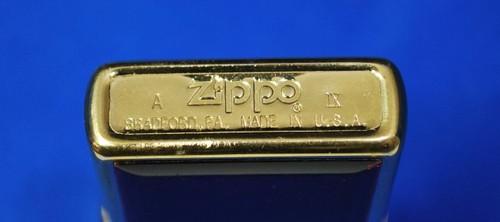 A Zippo® IX
BRADFORD, PA. MADE IN U.S.A.